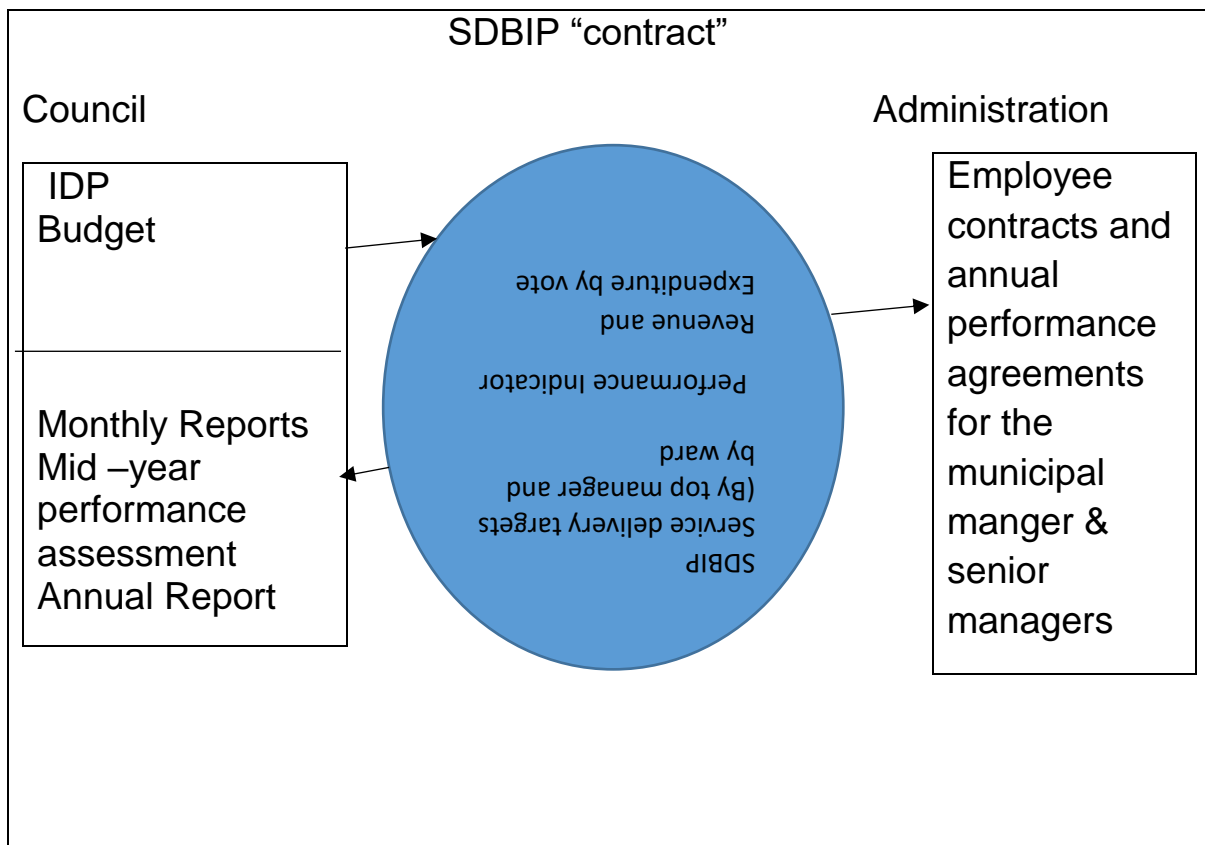 SDBIP “contract”
Council
Administration
IDP
Budget
Monthly Reports
Mid –year
performance
assessment
Annual Report
SDBIP
Service delivery targets
(By top manager and
by ward
Performance Indicator
Revenue and
Expenditure by vote
Employee
contracts and
annual
performance
agreements
for the
municipal
manger &
senior
managers